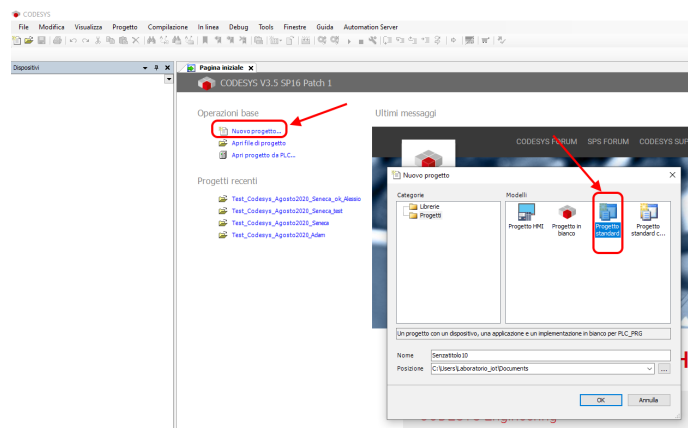 CODESYS
File Modifica Visualizza Progetto Compilazione In linea Debug Tools Finestre Guida Automation Server
Dispositivi
Pagina iniziale
CODESYS V3.5 SP16 Patch 1
Operazioni base
Nuovo progetto...
Apri file di progetto
Apri progetto da PLC...
Progetti recenti
Test_Codesys_Agosto2020_Seneca_ok_Alessio
Test_Codesys_Agosto2020_Seneca_test
Test_Codesys_Agosto2020_Seneca
Test_Codesys_Agosto2020_Adam
Ultimi messaggi
CODESYS FORUM SPS FORUM CODESYS SUP
Nuovo progetto
Categorie
Librerie
Progetti
Modelli
Progetto HMI
Progetto in bianco
Progetto standard
Progetto standard c...
Un progetto con un dispositivo, una applicazione e un implementazione in bianco per PLC_PRG
Nome Senzatitolo10
Posizione C:\Users\Laboratorio_iot\Documents
...
OK Annulla
H